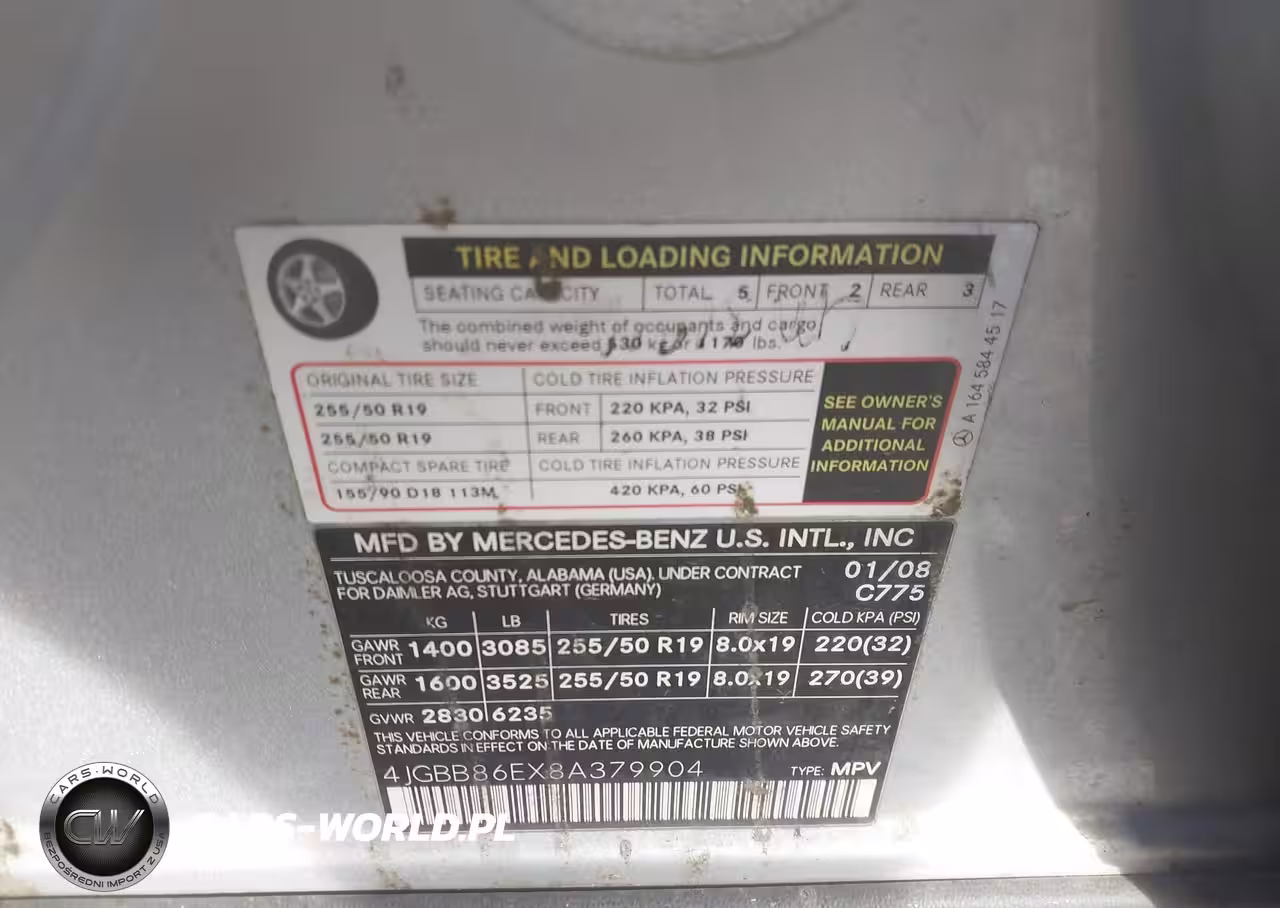 TIRE AND LOADING INFORMATION
SEATING CAPACITY TOTAL 5 FRONT 2 REAR 3
The combined weight of occupants and cargo
should never exceed 530 kg or 1170 lbs.
ORIGINAL TIRE SIZE COLD TIRE INFLATION PRESSURE
255/50 R19 FRONT 220 KPA, 32 PSI
255/50 R19 REAR 260 KPA, 38 PSI
COMPACT SPARE TIRE COLD TIRE INFLATION PRESSURE
155/90 D18 113M 420 KPA, 60 PSI
SEE OWNER'S
MANUAL FOR
ADDITIONAL
INFORMATION
A 164 584 45 17
MFD BY MERCEDES-BENZ U.S. INTL., INC
TUSCALOOSA COUNTY, ALABAMA (USA), UNDER CONTRACT 01/08
FOR DAIMLER AG, STUTTGART (GERMANY) C775
KG LB TIRES RIM SIZE COLD KPA (PSI)
GAWR FRONT 1400 3085 255/50 R19 8.0x19 220(32)
GAWR REAR 1600 3525 255/50 R19 8.0x19 270(39)
GVWR 2830 6235
THIS VEHICLE CONFORMS TO ALL APPLICABLE FEDERAL MOTOR VEHICLE SAFETY
STANDARDS IN EFFECT ON THE DATE OF MANUFACTURE SHOWN ABOVE.
4JGBB86EX8A379904 TYPE: MPV
CARS-WORLD
CW
BEZPOŚREDNI IMPORT Z USA
CARS-WORLD.PL